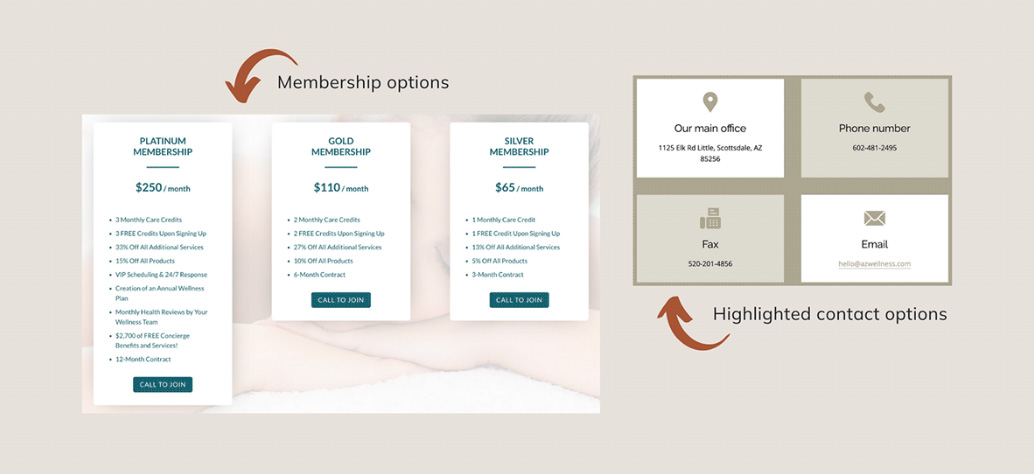 Membership options
PLATINUM
MEMBERSHIP
$250 / month
3 Monthly Care Credits
3 FREE Credits Upon Signing Up
33% Off All Additional Services
15% Off All Products
VIP Scheduling & 24/7 Response
Creation of an Annual Wellness
Plan
Monthly Health Reviews by Your
Wellness Team
$2,700 of FREE Concierge
Benefits and Services!
12-Month Contract
CALL TO JOIN
GOLD
MEMBERSHIP
$110 / month
2 Monthly Care Credits
2 FREE Credits Upon Signing Up
27% Off All Additional Services
10% Off All Products
6-Month Contract
CALL TO JOIN
SILVER
MEMBERSHIP
$65 / month
1 Monthly Care Credit
1 FREE Credit Upon Signing Up
13% Off All Additional Services
5% Off All Products
3-Month Contract
CALL TO JOIN
Our main office
1125 Elk Rd Little, Scottsdale, AZ
85256
Phone number
602-481-2495
Fax
520-201-4856
Email
hello@azwellness.com
Highlighted contact options